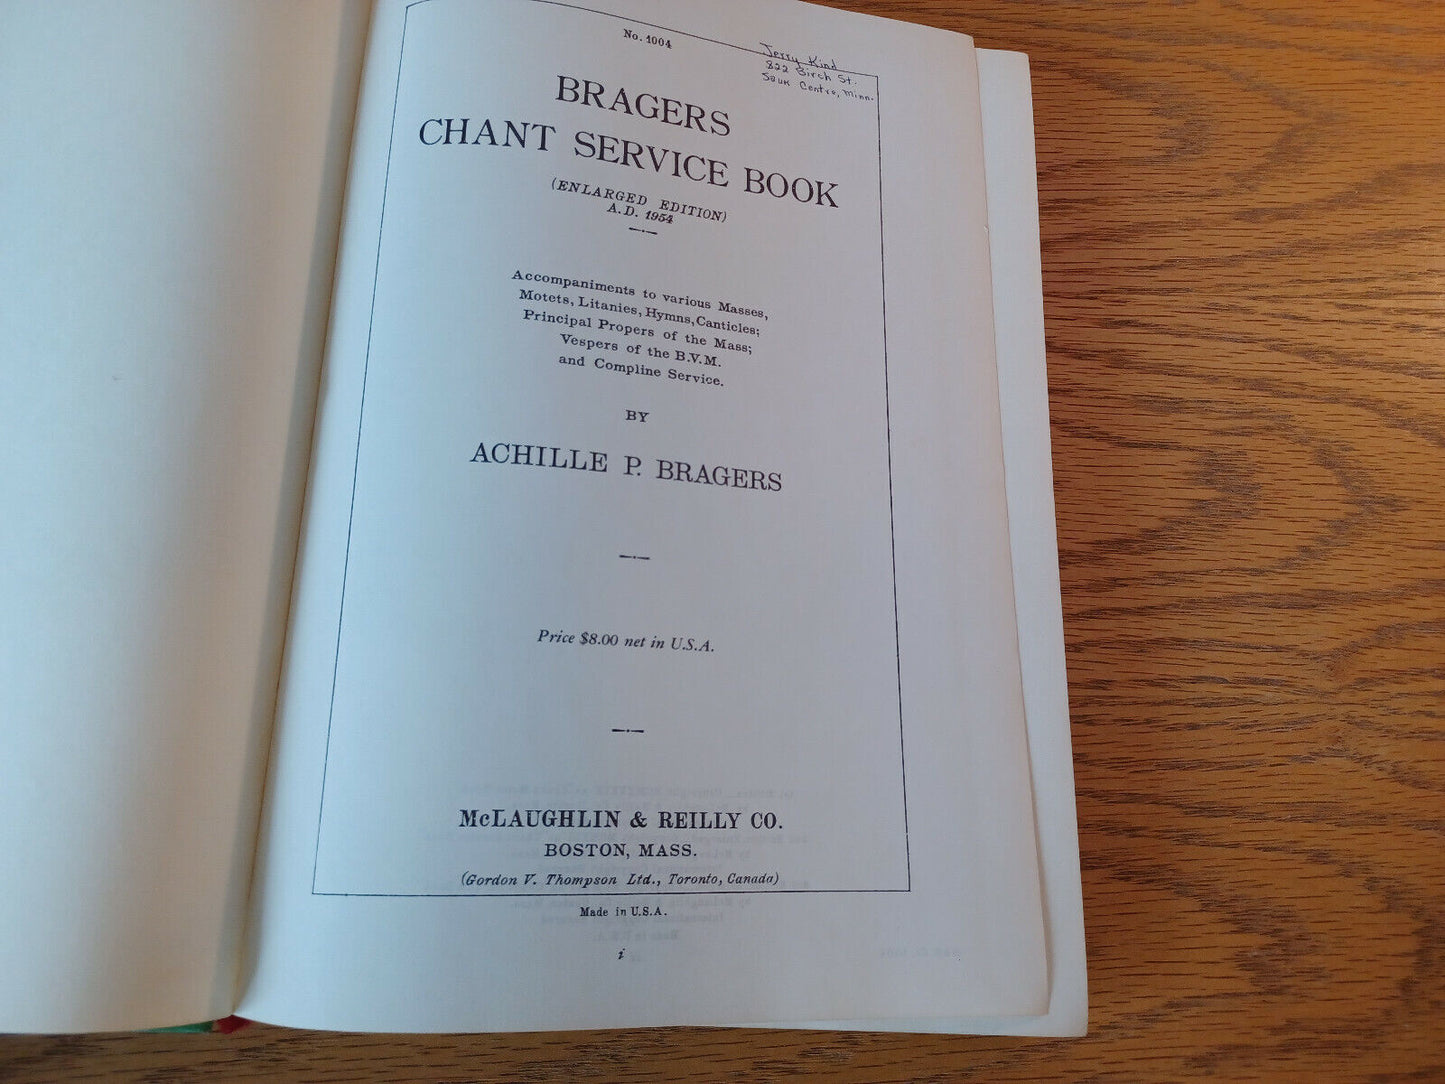 No. 1004
Jerry Kind
822 Birch St.
Sauk Centre, Minn.
BRAGERS
CHANT SERVICE BOOK
(ENLARGED EDITION)
A.D. 1954
Accompaniments to various Masses,
Motets, Litanies, Hymns, Canticles;
Principal Propers of the Mass;
Vespers of the B.V.M.
and Compline Service.
BY
ACHILLE P. BRAGERS
Price $8.00 net in U.S.A.
McLAUGHLIN & REILLY CO.
BOSTON, MASS.
(Gordon V. Thompson Ltd., Toronto, Canada)
Made in U.S.A.
i